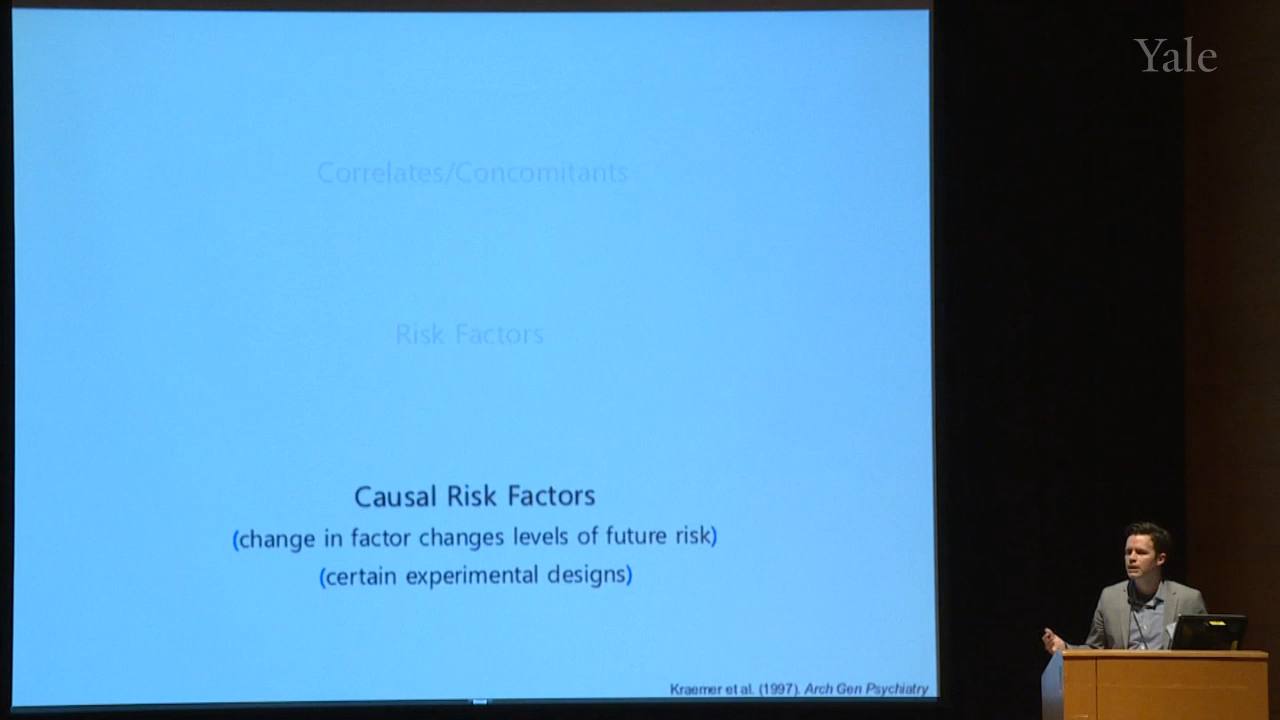 Yale
Correlates/Concomitants
Risk Factors
Causal Risk Factors
(change in factor changes levels of future risk)
(certain experimental designs)
Kraemer et al. (1997). Arch Gen Psychiatry